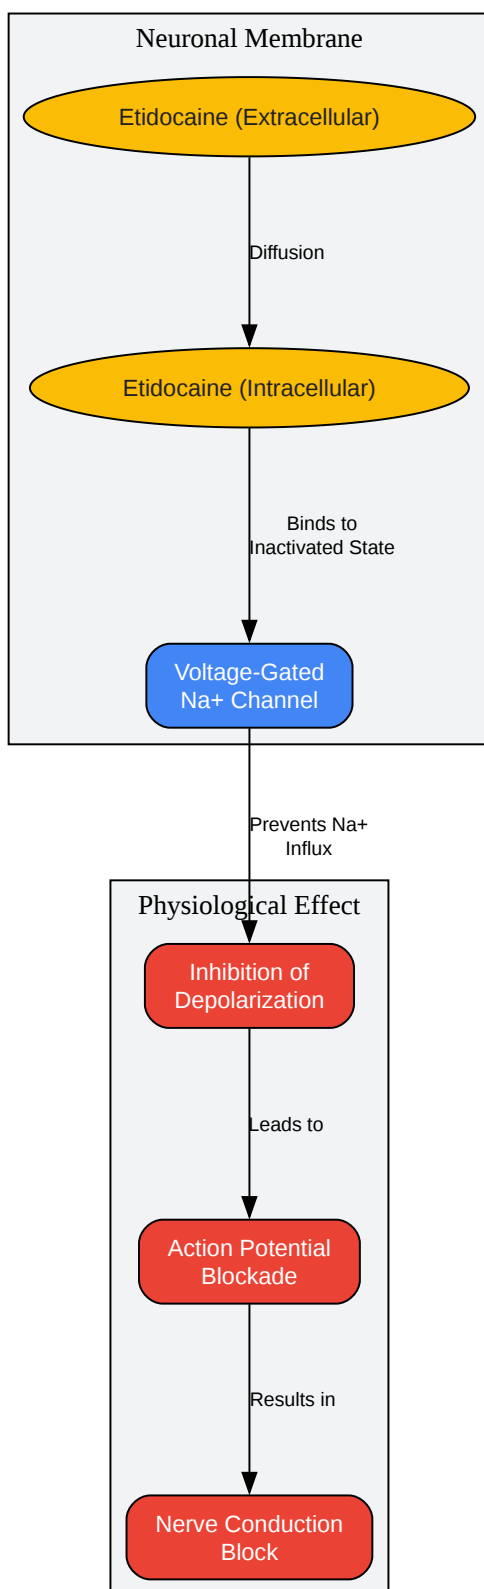 Neuronal Membrane
Etidocaine (Extracellular)
Diffusion
Etidocaine (Intracellular)
Binds to
Inactivated State
Voltage-Gated
Na+ Channel
Prevents Na+
Influx
Physiological Effect
Inhibition of
Depolarization
Leads to
Action Potential
Blockade
Results in
Nerve Conduction
Block